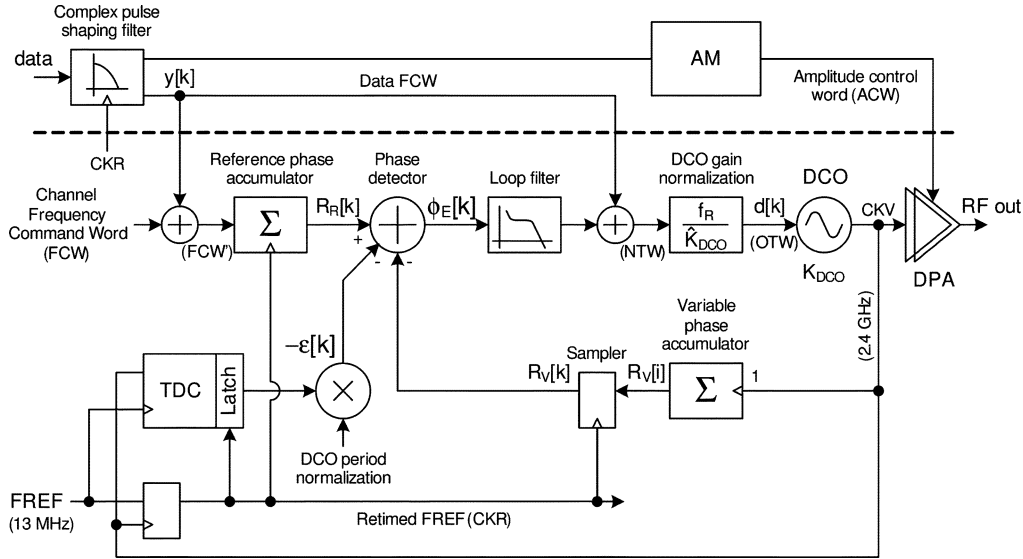 Complex pulse
shaping filter
data
y[k]
Data FCW
AM
Amplitude control
word (ACW)
CKR
Reference phase
accumulator
Phase
detector
Loop filter
DCO gain
normalization
DCO
Channel
Frequency
Command Word
(FCW)
+
(FCW')
Σ
R_R[k]
+
+
-
-
ϕ_E[k]
+
(NTW)
f_R
K̂_DCO
d[k]
(OTW)
K_DCO
CKV
RF out
DPA
(2.4 GHz)
Variable
phase
accumulator
Sampler
R_V[k]
R_V[i]
Σ
1
−ε[k]
TDC
Latch
×
DCO period
normalization
FREF
(13 MHz)
Retimed FREF (CKR)